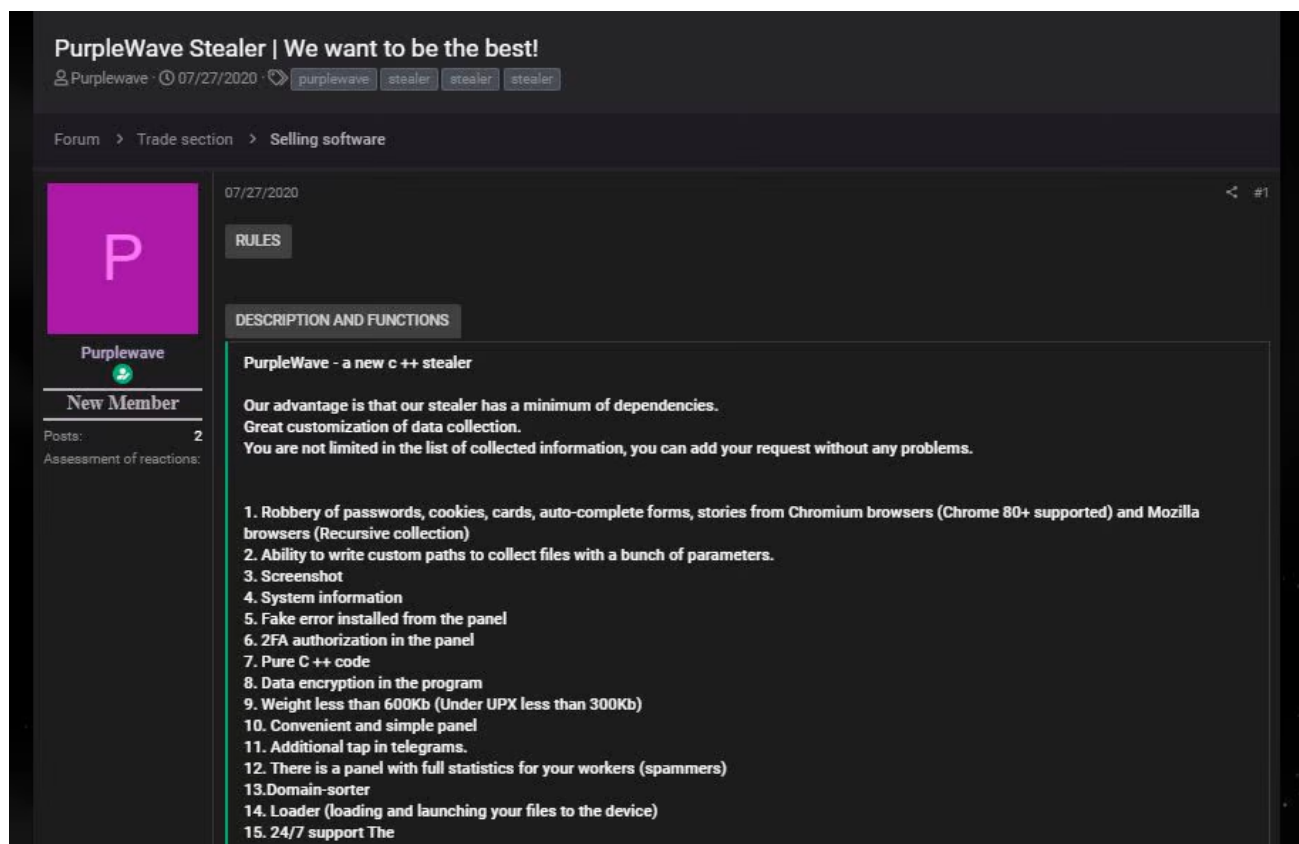 PurpleWave Stealer | We want to be the best!
Purplewave · 07/27/2020 · purplewave stealer stealer stealer
Forum > Trade section > Selling software
P
Purplewave
New Member
Posts: 2
Assessment of reactions:
07/27/2020
#1
RULES
DESCRIPTION AND FUNCTIONS
PurpleWave - a new c ++ stealer
Our advantage is that our stealer has a minimum of dependencies.
Great customization of data collection.
You are not limited in the list of collected information, you can add your request without any problems.
1. Robbery of passwords, cookies, cards, auto-complete forms, stories from Chromium browsers (Chrome 80+ supported) and Mozilla
browsers (Recursive collection)
2. Ability to write custom paths to collect files with a bunch of parameters.
3. Screenshot
4. System information
5. Fake error installed from the panel
6. 2FA authorization in the panel
7. Pure C ++ code
8. Data encryption in the program
9. Weight less than 600Kb (Under UPX less than 300Kb)
10. Convenient and simple panel
11. Additional tap in telegrams.
12. There is a panel with full statistics for your workers (spammers)
13.Domain-sorter
14. Loader (loading and launching your files to the device)
15. 24/7 support The